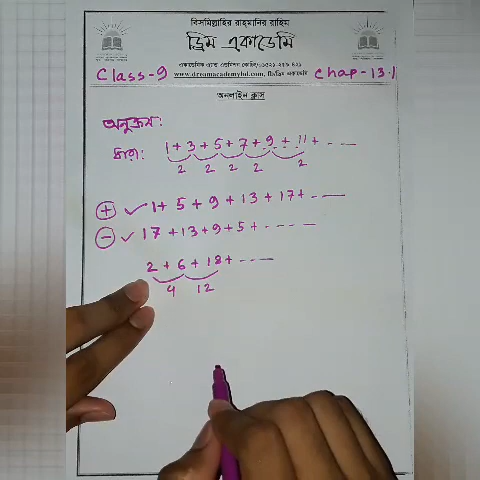 বিসমিল্লাহির রাহমানির রাহিম
ড্রিম একাডেমি
Class-9
www.dreamacademybd.com
Chap-13.1
অনলাইন ক্লাস
অনুক্রম:
ধারা: 1 + 3 + 5 + 7 + 9 + 11 + - - -
2 2 2 2 2
(+) ✓ 1 + 5 + 9 + 13 + 17 + - - -
(-) ✓ 17 + 13 + 9 + 5 + - - - -
2 + 6 + 18 + - - -
4 12